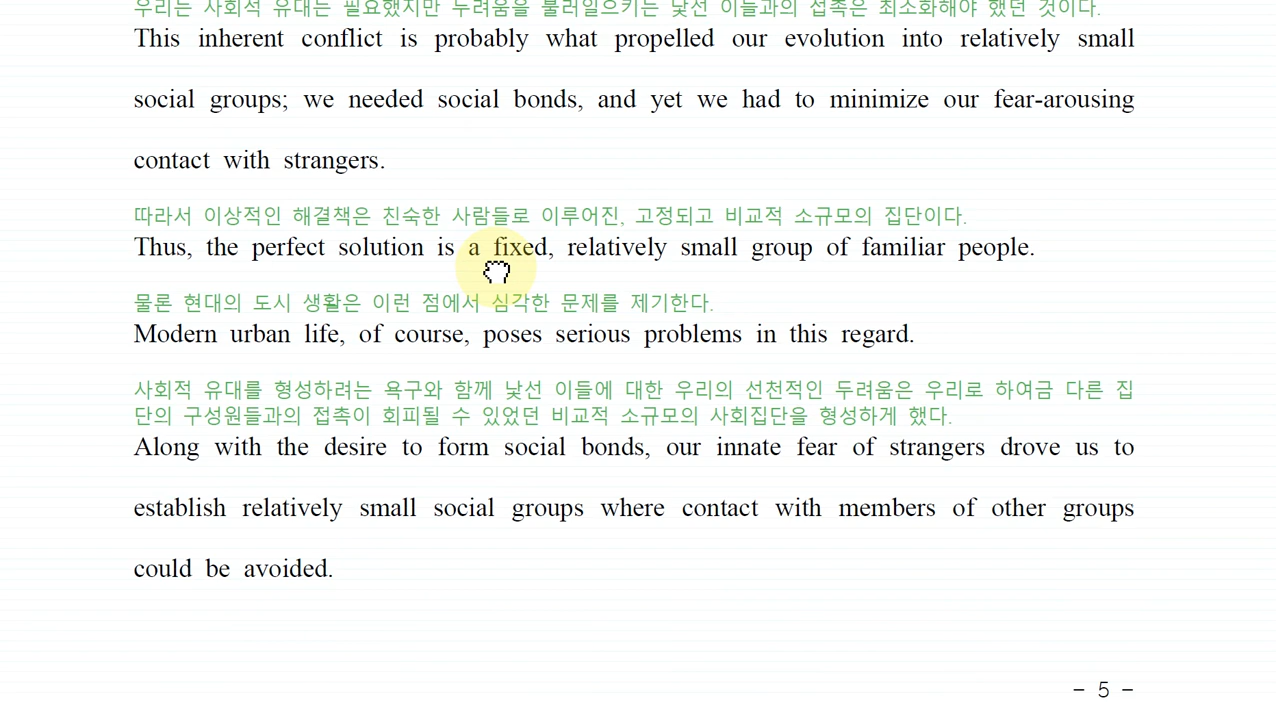 우리는 사회적 유대는 필요했지만 두려움을 불러일으키는 낯선 이들과의 접촉은 최소화해야 했던 것이다.
This inherent conflict is probably what propelled our evolution into relatively small
social groups; we needed social bonds, and yet we had to minimize our fear-arousing
contact with strangers.
따라서 이상적인 해결책은 친숙한 사람들로 이루어진, 고정되고 비교적 소규모의 집단이다.
Thus, the perfect solution is a fixed, relatively small group of familiar people.
물론 현대의 도시 생활은 이런 점에서 심각한 문제를 제기한다.
Modern urban life, of course, poses serious problems in this regard.
사회적 유대를 형성하려는 욕구와 함께 낯선 이들에 대한 우리의 선천적인 두려움은 우리로 하여금 다른 집
단의 구성원들과의 접촉이 회피될 수 있었던 비교적 소규모의 사회집단을 형성하게 했다.
Along with the desire to form social bonds, our innate fear of strangers drove us to
establish relatively small social groups where contact with members of other groups
could be avoided.
- 5 -